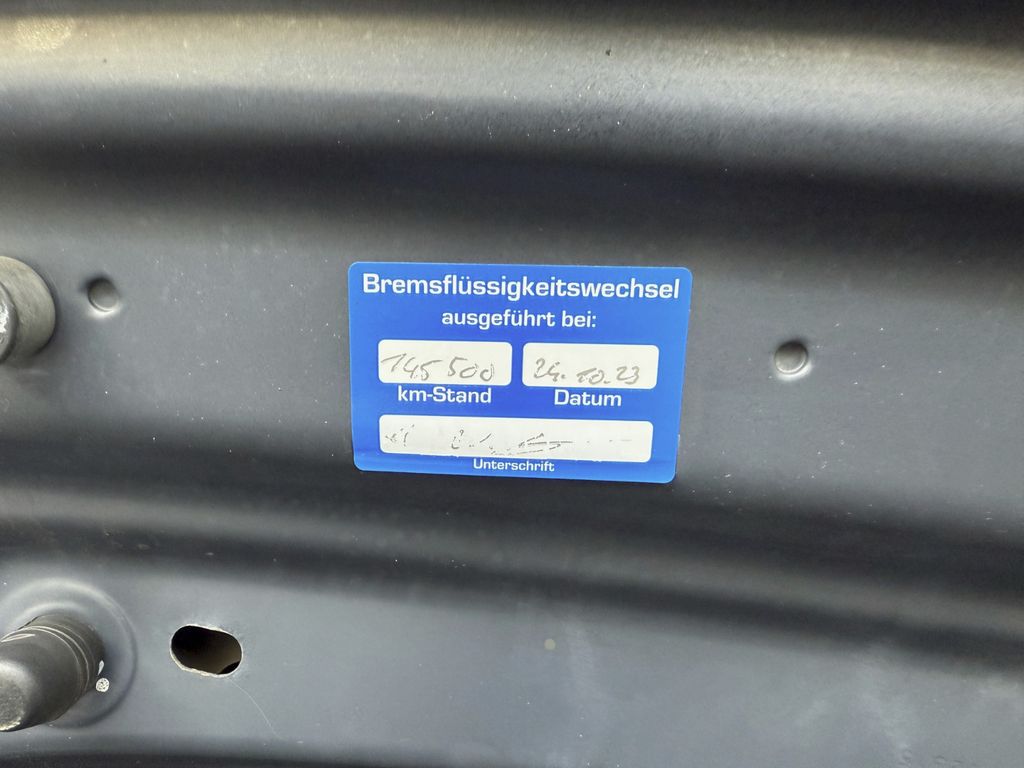 Bremsflüssigkeitswechsel
ausgeführt bei:
145 500 24.10.23
km-Stand Datum
Unterschrift